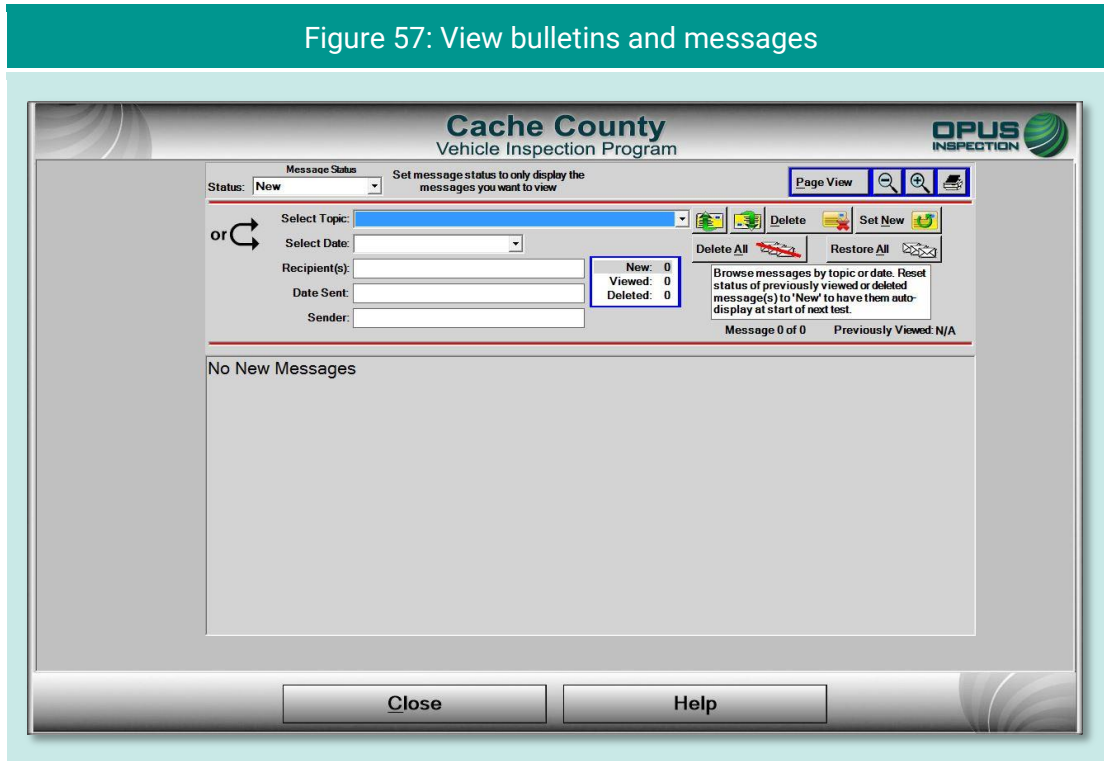 Figure 57: View bulletins and messages
Cache County
Vehicle Inspection Program
OPUS
INSPECTION
Message Status
Status: New
Set message status to only display the
messages you want to view
Page View
or
Select Topic:
Delete
Set New
Select Date:
Delete All
Restore All
Recipient(s):
Date Sent:
Sender:
New: 0
Viewed: 0
Deleted: 0
Browse messages by topic or date. Reset
status of previously viewed or deleted
message(s) to 'New' to have them auto-
display at start of next test.
Message 0 of 0 Previously Viewed: N/A
No New Messages
Close
Help